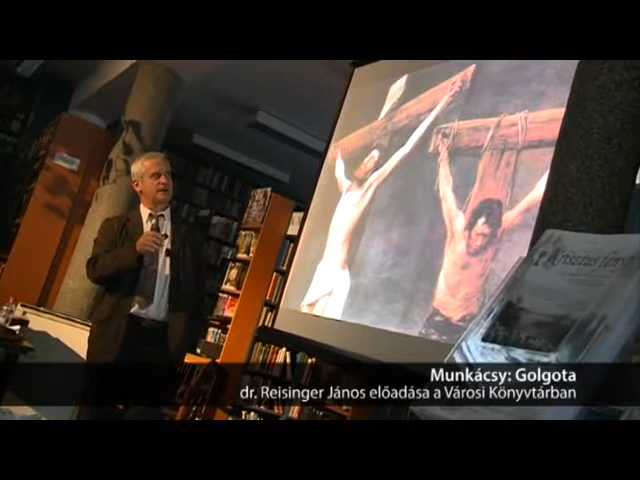 Munkácsy: Golgota
dr. Reisinger János előadása a Városi Könyvtárban